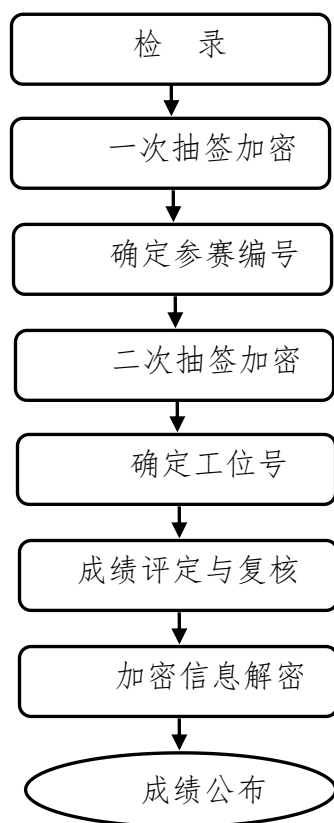 检　录
一次抽签加密
确定参赛编号
二次抽签加密
确定工位号
成绩评定与复核
加密信息解密
成绩公布